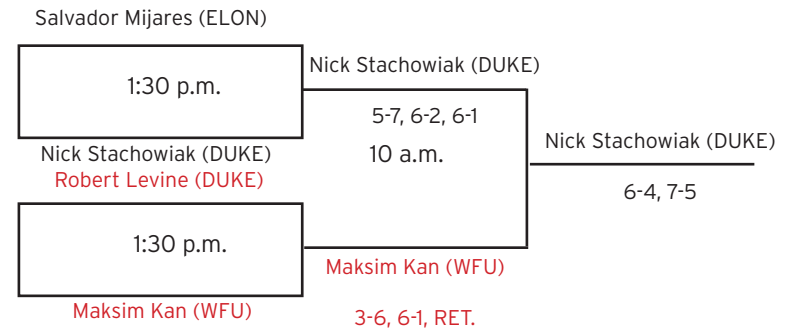 Salvador Mijares (ELON)
1:30 p.m.
Nick Stachowiak (DUKE)
Robert Levine (DUKE)
1:30 p.m.
Maksim Kan (WFU)
Nick Stachowiak (DUKE)
5-7, 6-2, 6-1
10 a.m.
Maksim Kan (WFU)
3-6, 6-1, RET.
Nick Stachowiak (DUKE)
6-4, 7-5